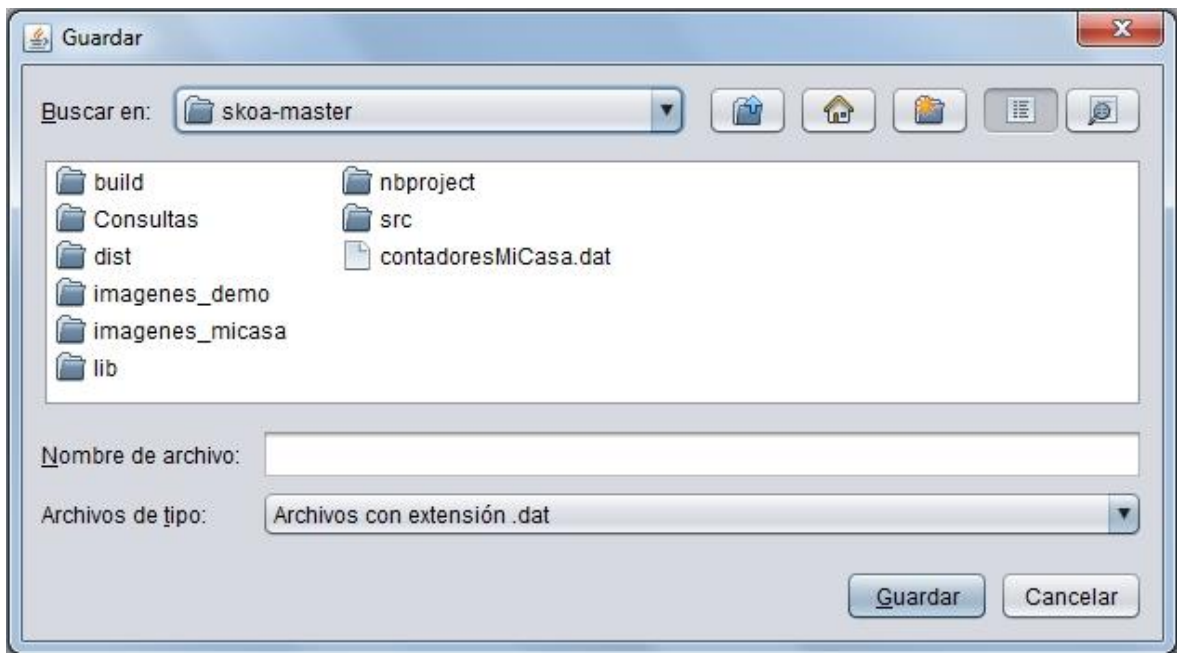 Guardar
Buscar en: skoa-master
build
Consultas
dist
imagenes_demo
imagenes_micasa
lib
nbproject
src
contadoresMiCasa.dat
Nombre de archivo:
Archivos de tipo: Archivos con extensión .dat
Guardar Cancelar